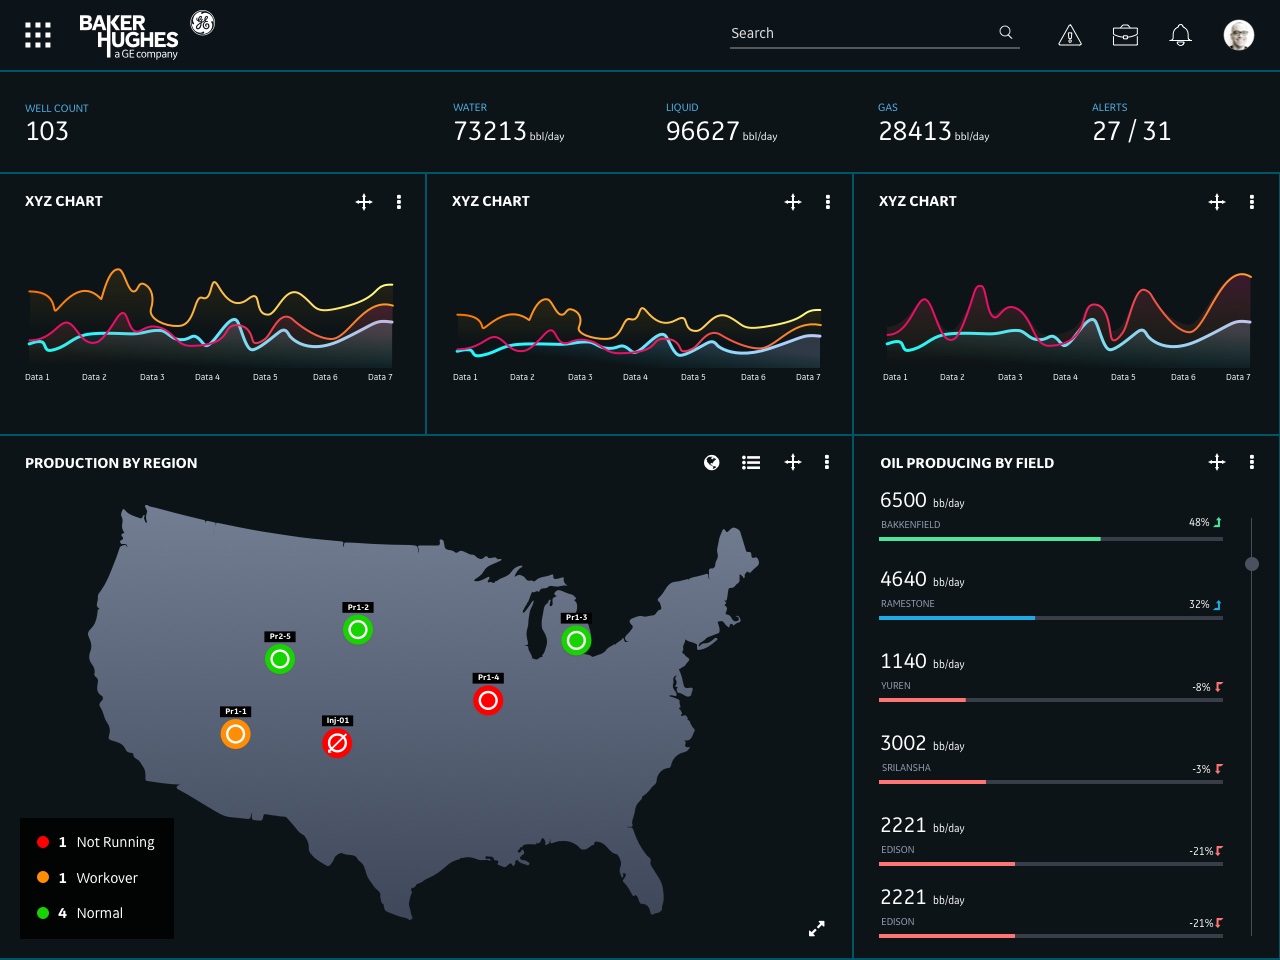 BAKER
HUGHES
a GE company
Search
WELL COUNT
103
WATER
73213 bbl/day
LIQUID
96627 bbl/day
GAS
28413 bbl/day
ALERTS
27 / 31
XYZ CHART
Data 1 Data 2 Data 3 Data 4 Data 5 Data 6 Data 7
XYZ CHART
Data 1 Data 2 Data 3 Data 4 Data 5 Data 6 Data 7
XYZ CHART
Data 1 Data 2 Data 3 Data 4 Data 5 Data 6 Data 7
PRODUCTION BY REGION
Pr1-2
Pr1-3
Pr2-5
Pr1-4
Pr1-1
Inj-01
1 Not Running
1 Workover
4 Normal
OIL PRODUCING BY FIELD
6500 bb/day
BAKKENFIELD 48%
4640 bb/day
RAMESTONE 32%
1140 bb/day
YUREN -8%
3002 bb/day
SRILANSHA -3%
2221 bb/day
EDISON -21%
2221 bb/day
EDISON -21%